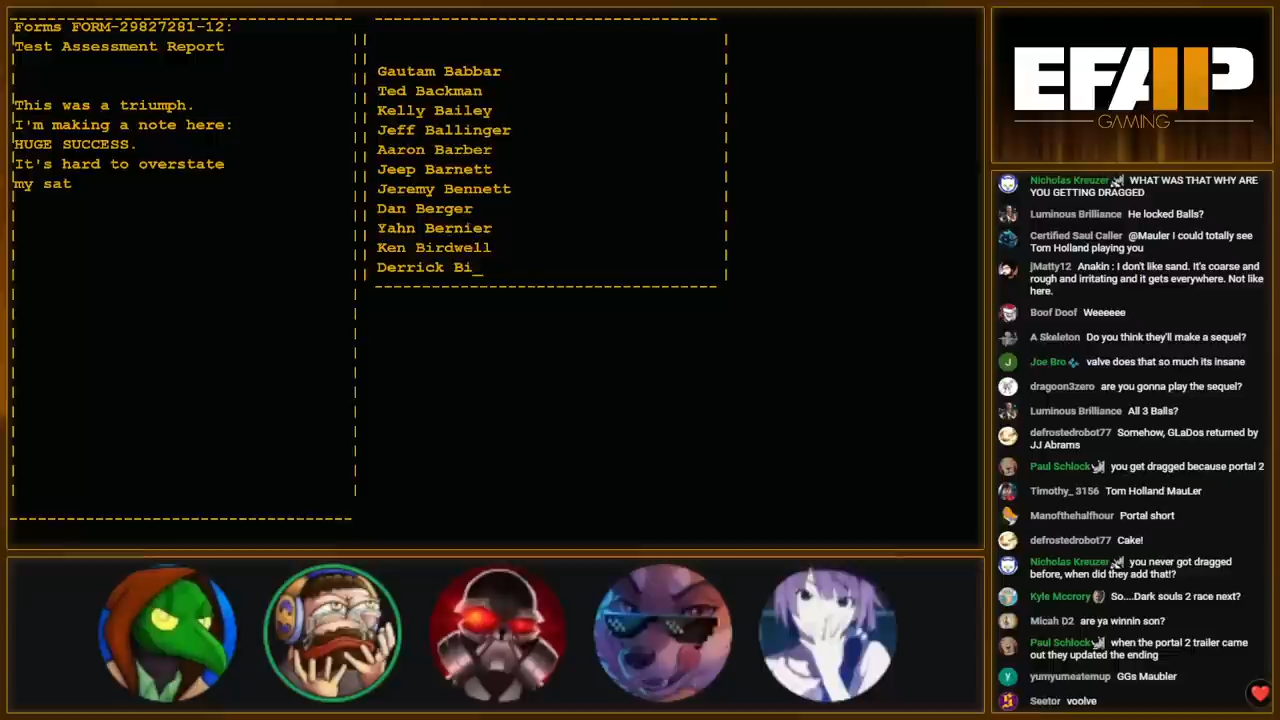 Forms FORM-29827281-12:
Test Assessment Report
This was a triumph.
I'm making a note here:
HUGE SUCCESS.
It's hard to overstate
my sat
Gautam Babbar
Ted Backman
Kelly Bailey
Jeff Ballinger
Aaron Barber
Jeep Barnett
Jeremy Bennett
Dan Berger
Yahn Bernier
Ken Birdwell
Derrick Bi_
EFAP
GAMING
Nicholas Kreuzer WHAT WAS THAT WHY ARE
YOU GETTING DRAGGED
Luminous Brilliance He locked Balls?
Certified Saul Caller @Mauler I could totally see
Tom Holland playing you
jMatty12 Anakin : I don't like sand. It's coarse and
rough and irritating and it gets everywhere. Not like
here.
Boof Doof Weeeeee
A Skeleton Do you think they'll make a sequel?
J Joe Bro valve does that so much its insane
dragoon3zero are you gonna play the sequel?
Luminous Brilliance All 3 Balls?
defrostedrobot77 Somehow, GLaDos returned by
JJ Abrams
Paul Schlock you get dragged because portal 2
Timothy_ 3156 Tom Holland MauLer
Manofthehalfhour Portal short
defrostedrobot77 Cake!
Nicholas Kreuzer you never got dragged
before, when did they add that!?
Kyle Mccrory So....Dark souls 2 race next?
Micah D2 are ya winnin son?
Paul Schlock when the portal 2 trailer came
out they updated the ending
Y yumyumeatemup GGs Maubler
Seetor voolve